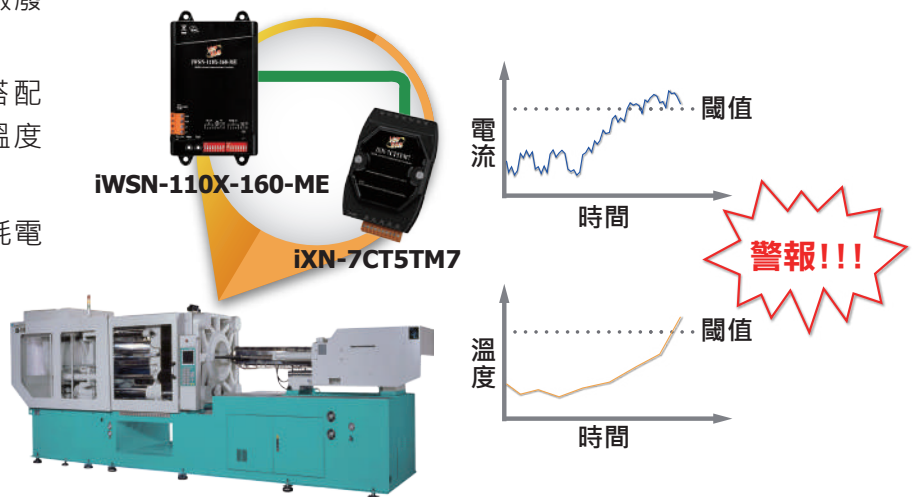 搭配
溫度
耗電
iWSN-110X-160-ME
iXN-7CT5TM7
電流
閾值
時間
警報!!!
溫度
閾值
時間